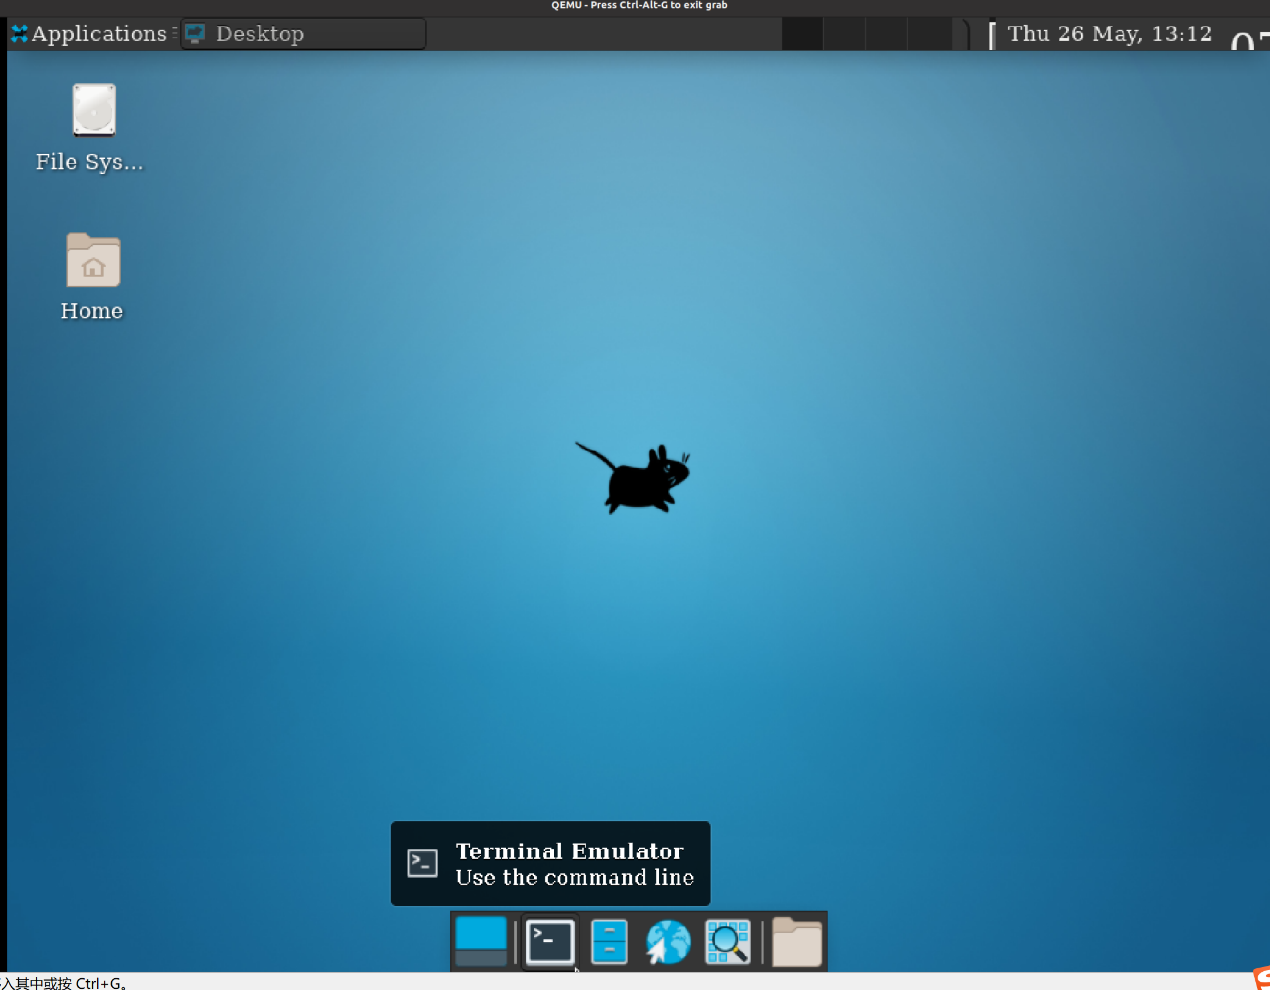 QEMU - Press Ctrl-Alt-G to exit grab
Applications
Desktop
Thu 26 May, 13:12
File Sys...
Home
Terminal Emulator
Use the command line
入其中或按 Ctrl+G。